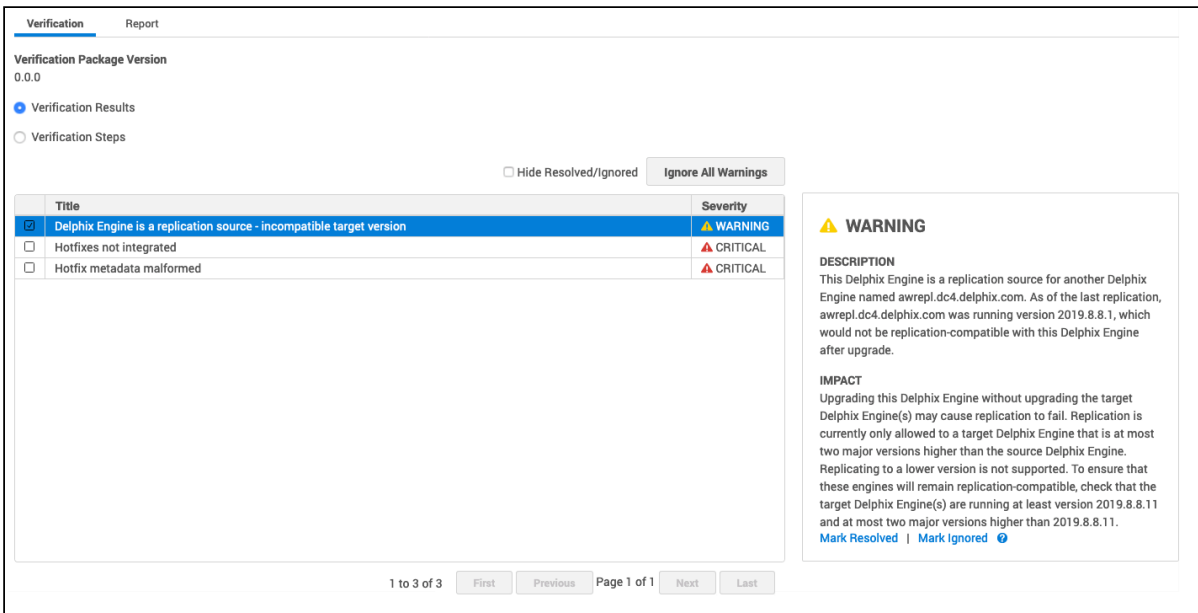 Verification Report
Verification Package Version
0.0.0
Verification Results
Verification Steps
Hide Resolved/Ignored Ignore All Warnings
Title Severity
Delphix Engine is a replication source - incompatible target version WARNING
Hotfixes not integrated CRITICAL
Hotfix metadata malformed CRITICAL
WARNING
DESCRIPTION
This Delphix Engine is a replication source for another Delphix
Engine named awrepl.dc4.delphix.com. As of the last replication,
awrepl.dc4.delphix.com was running version 2019.8.8.1, which
would not be replication-compatible with this Delphix Engine
after upgrade.
IMPACT
Upgrading this Delphix Engine without upgrading the target
Delphix Engine(s) may cause replication to fail. Replication is
currently only allowed to a target Delphix Engine that is at most
two major versions higher than the source Delphix Engine.
Replicating to a lower version is not supported. To ensure that
these engines will remain replication-compatible, check that the
target Delphix Engine(s) are running at least version 2019.8.8.11
and at most two major versions higher than 2019.8.8.11.
Mark Resolved | Mark Ignored ?
1 to 3 of 3 First Previous Page 1 of 1 Next Last